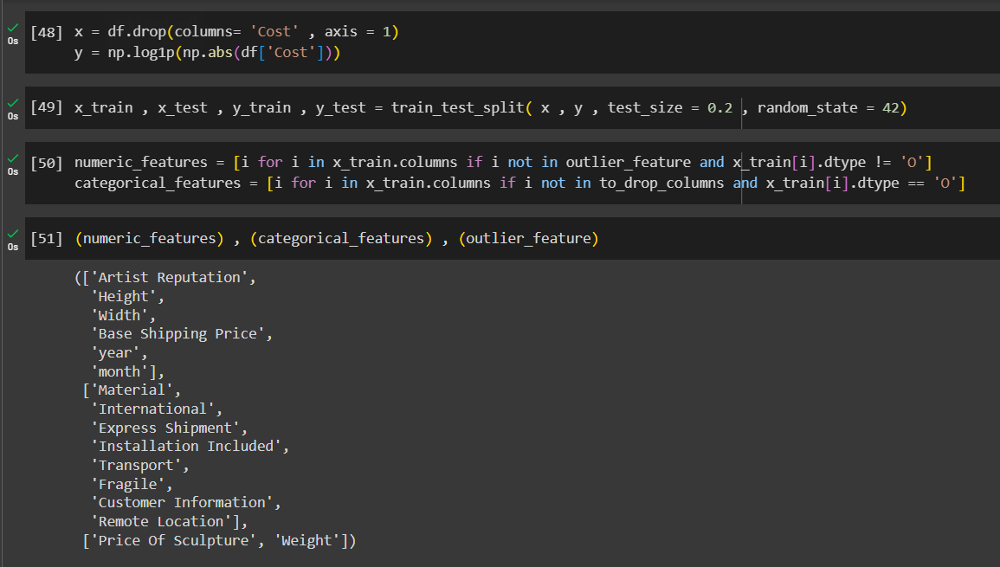 [48] x = df.drop(columns= 'Cost' , axis = 1)
0s
y = np.log1p(np.abs(df['Cost']))
[49] x_train , x_test , y_train , y_test = train_test_split( x , y , test_size = 0.2 , random_state = 42)
0s
[50] numeric_features = [i for i in x_train.columns if i not in outlier_feature and x_train[i].dtype != 'O']
0s
categorical_features = [i for i in x_train.columns if i not in to_drop_columns and x_train[i].dtype == 'O']
[51] (numeric_features) , (categorical_features) , (outlier_feature)
0s
(['Artist Reputation',
'Height',
'Width',
'Base Shipping Price',
'year',
'month'],
['Material',
'International',
'Express Shipment',
'Installation Included',
'Transport',
'Fragile',
'Customer Information',
'Remote Location'],
['Price Of Sculpture', 'Weight'])